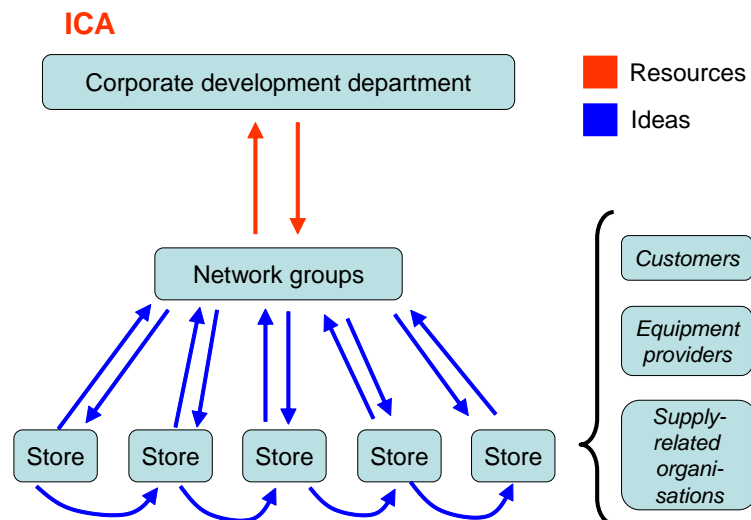 ICA
Corporate development department
Resources
Ideas
Network groups
Customers
Equipment
providers
Store
Store
Store
Store
Store
Supply-
related
organi-
sations